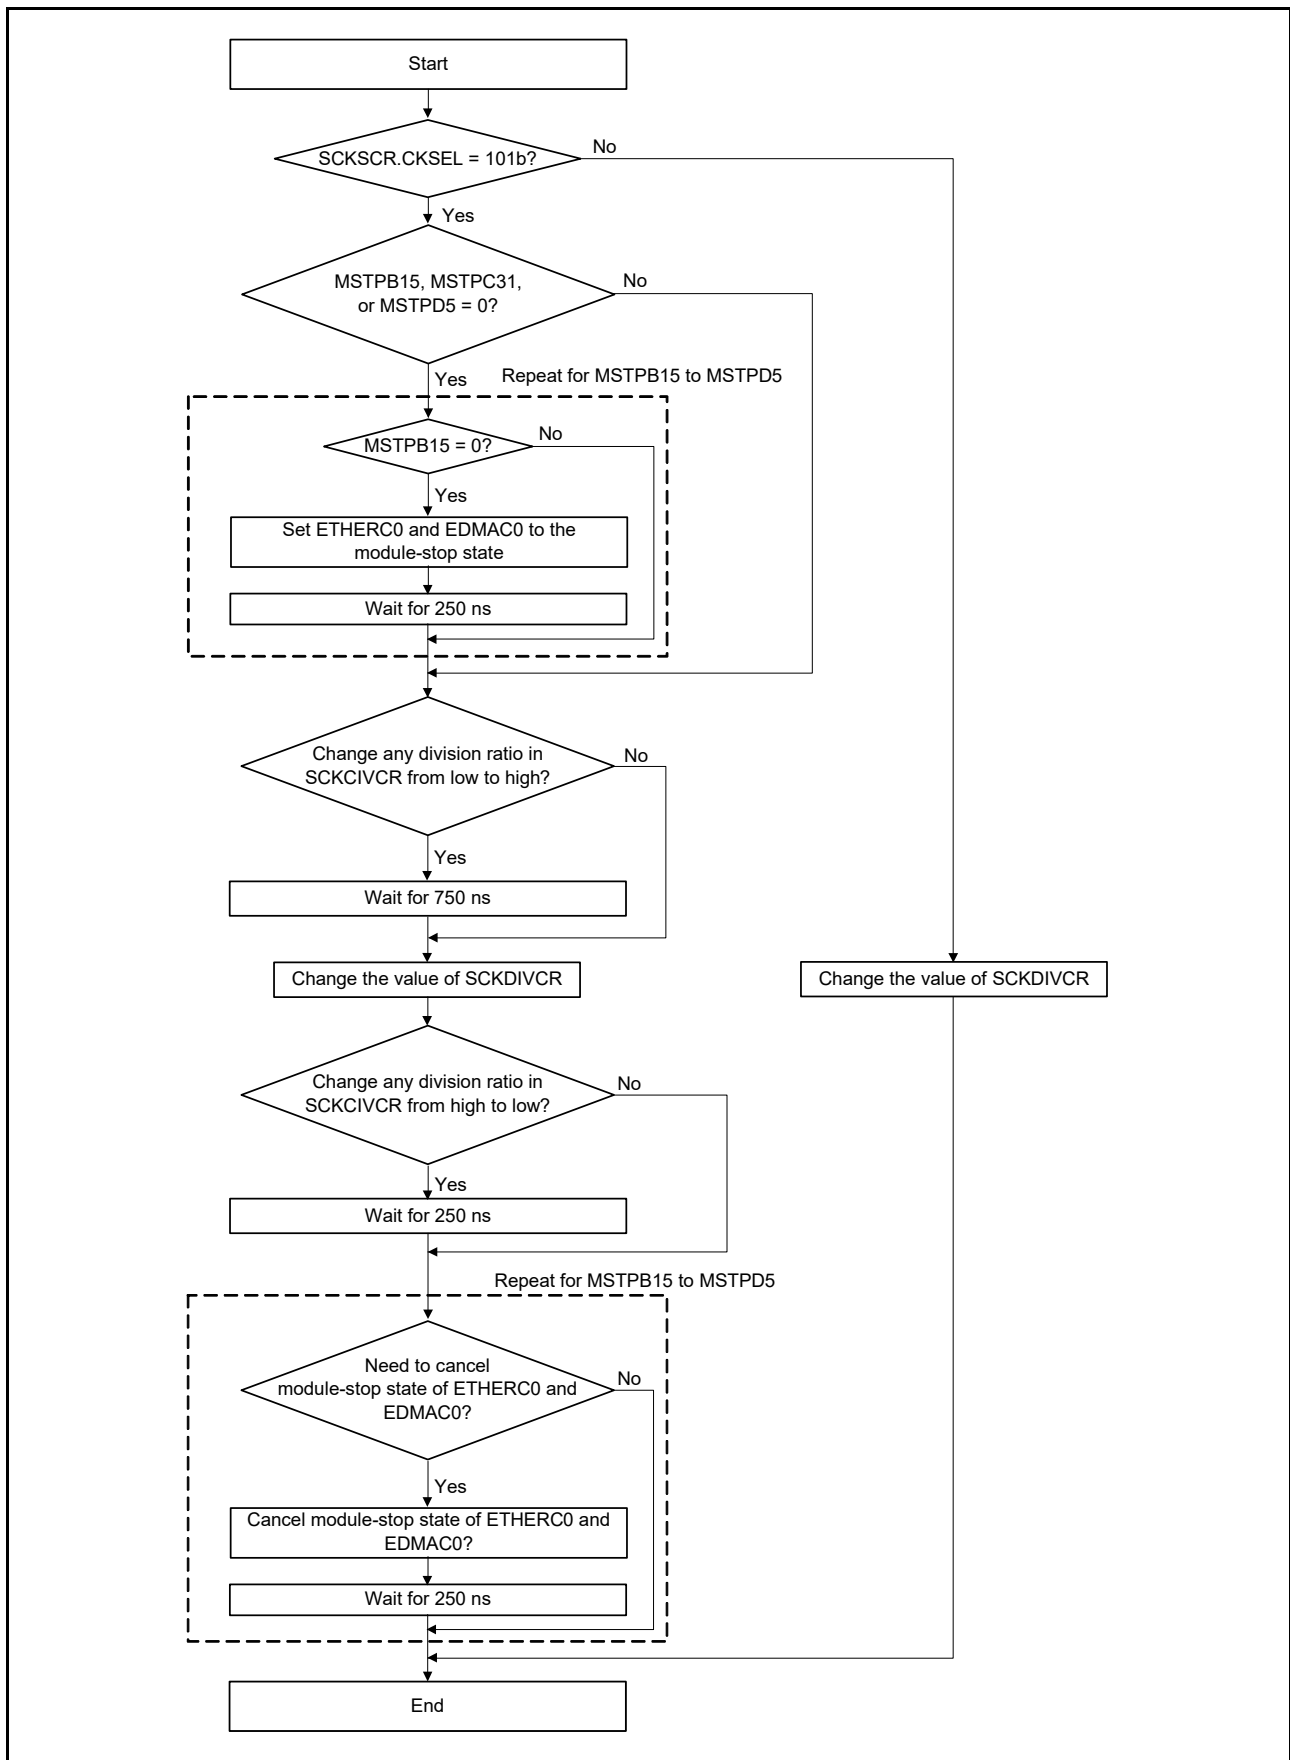 Start
SCKSCR.CKSEL = 101b?
No
Yes
MSTPB15, MSTPC31,
or MSTPD5 = 0?
No
Yes
Repeat for MSTPB15 to MSTPD5
MSTPB15 = 0?
No
Yes
Set ETHERC0 and EDMAC0 to the
module-stop state
Wait for 250 ns
Change any division ratio in
SCKCIVCR from low to high?
No
Yes
Wait for 750 ns
Change the value of SCKDIVCR
Change the value of SCKDIVCR
Change any division ratio in
SCKCIVCR from high to low?
No
Yes
Wait for 250 ns
Repeat for MSTPB15 to MSTPD5
Need to cancel
module-stop state of ETHERC0 and
EDMAC0?
No
Yes
Cancel module-stop state of ETHERC0 and
EDMAC0?
Wait for 250 ns
End